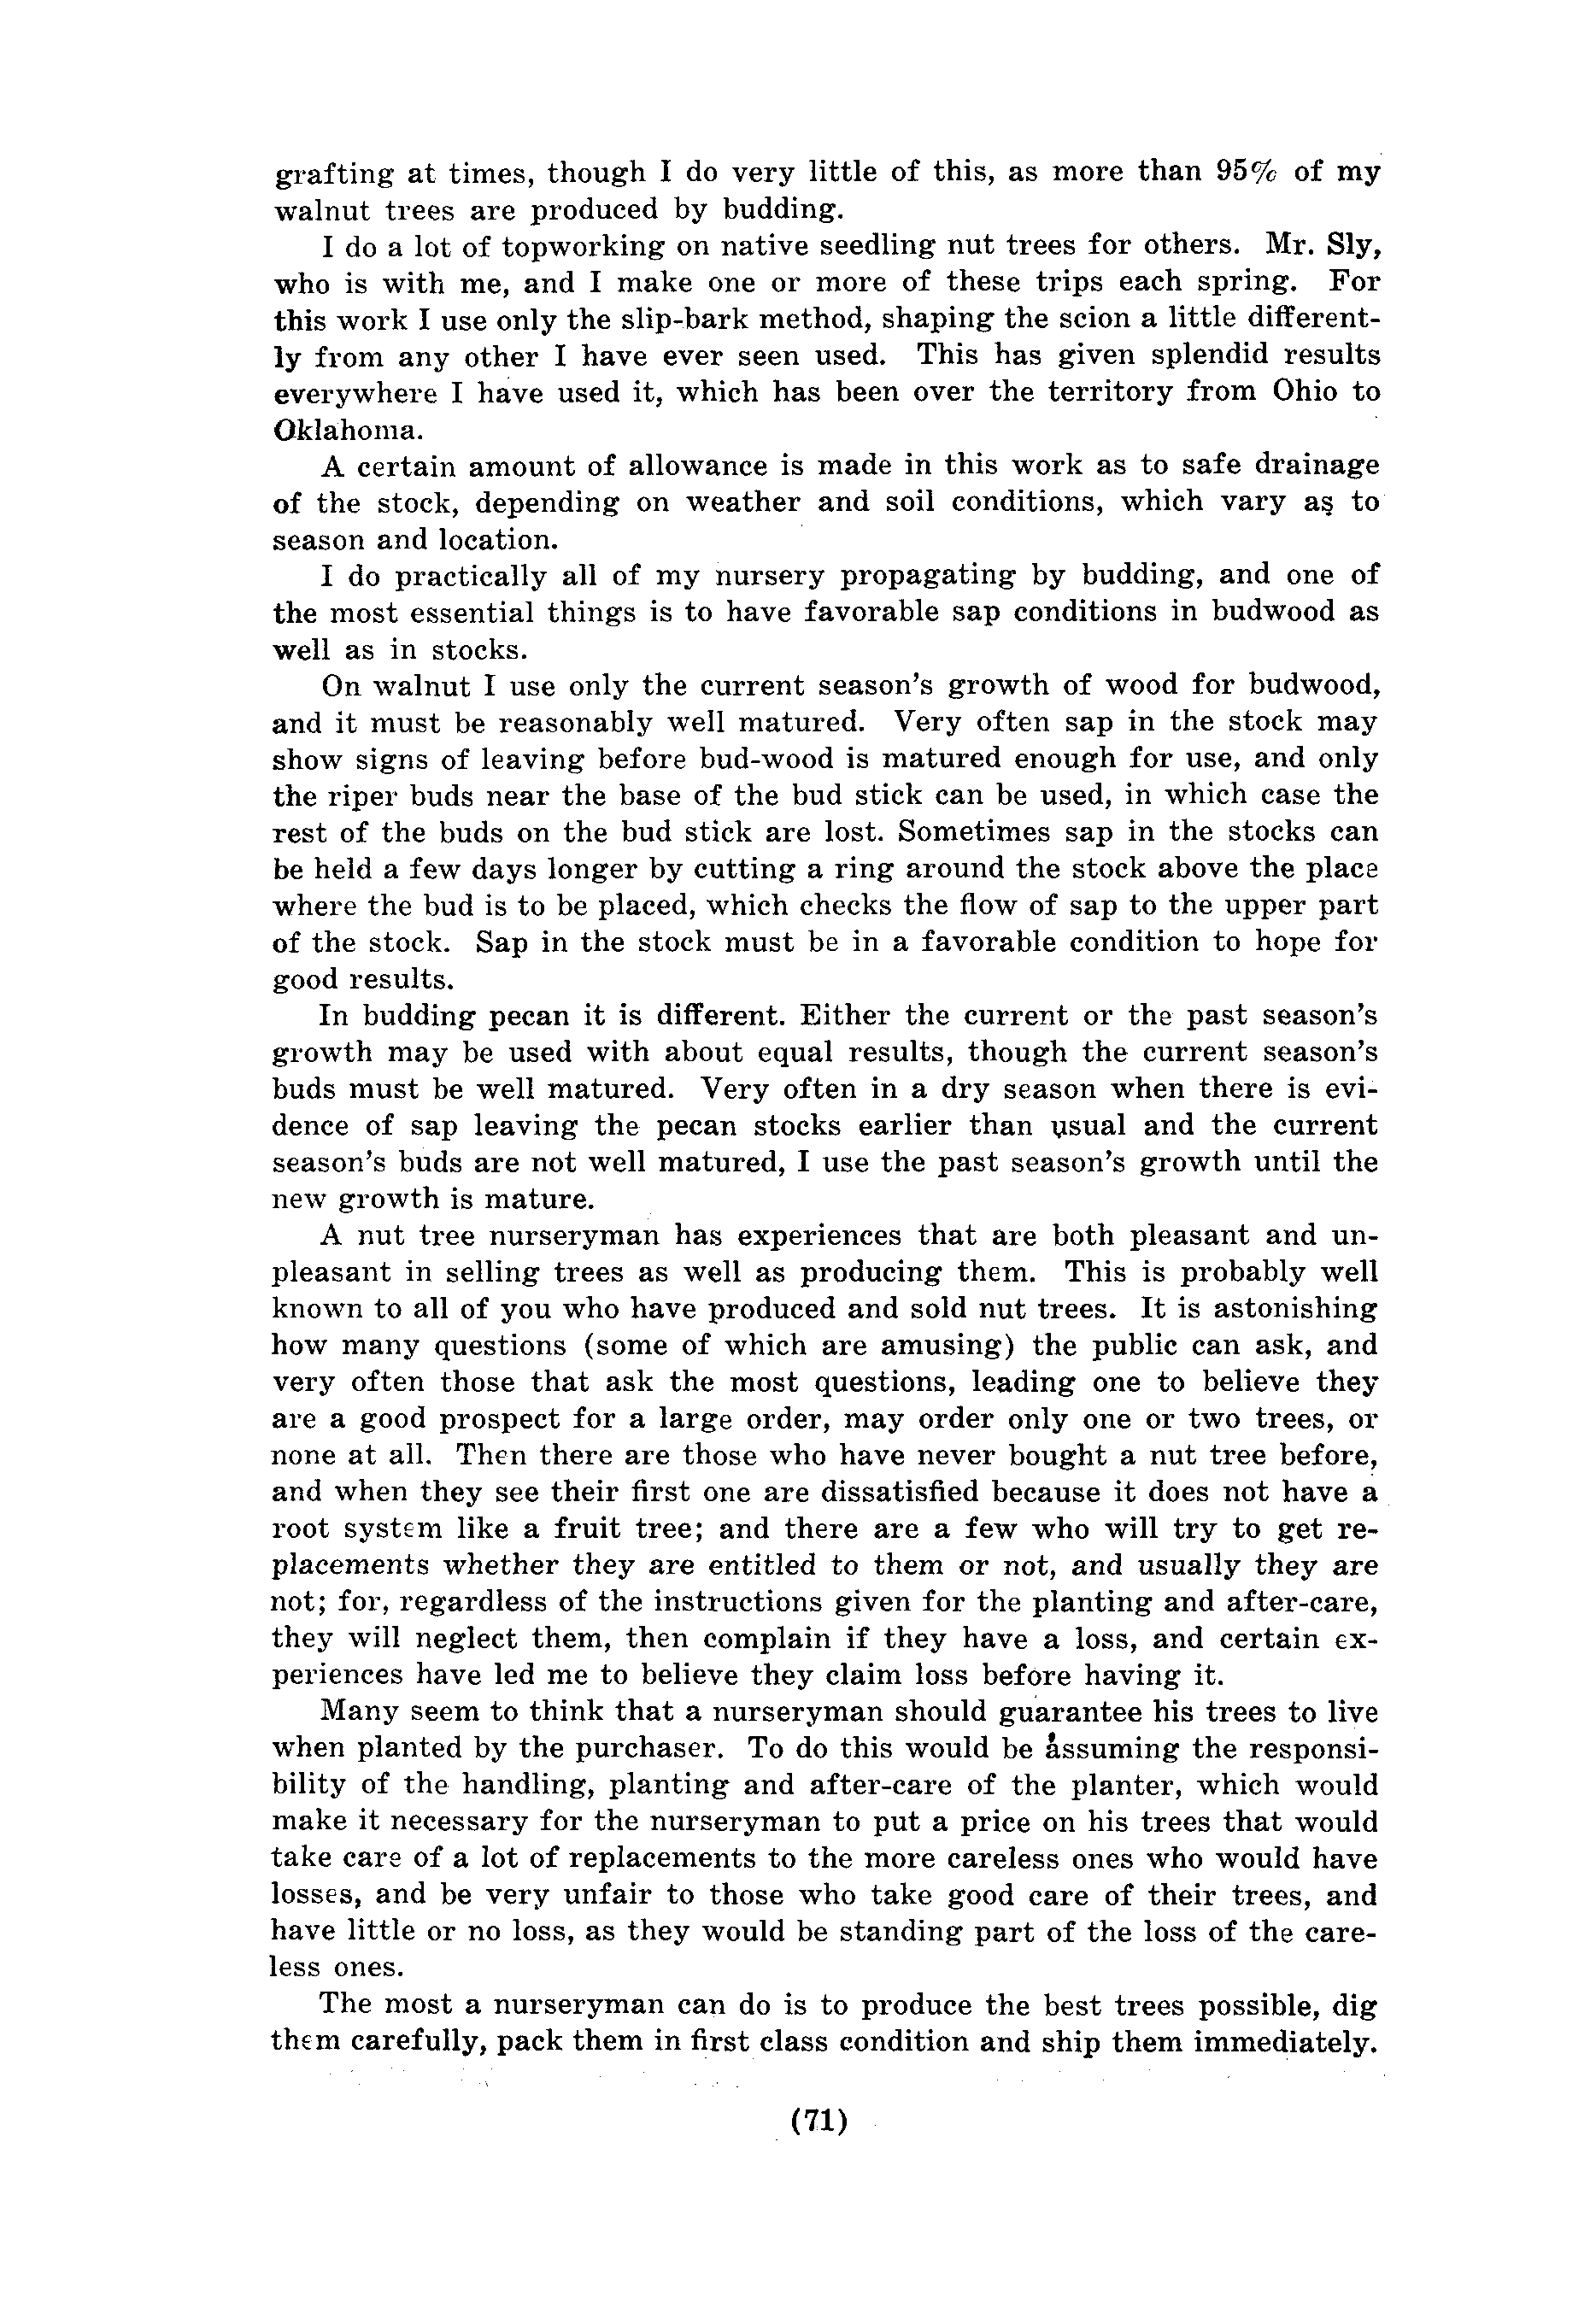 grafting at times, though I do very little of this, as more than 95% of my
walnut trees are produced by budding.
I do a lot of topworking on native seedling nut trees for others. Mr. Sly,
who is with me, and I make one or more of these trips each spring. For
this work I use only the slip-bark method, shaping the scion a little different-
ly from any other I have ever seen used. This has given splendid results
everywhere I have used it, which has been over the territory from Ohio to
Oklahoma.
A certain amount of allowance is made in this work as to safe drainage
of the stock, depending on weather and soil conditions, which vary as to
season and location.
I do practically all of my nursery propagating by budding, and one of
the most essential things is to have favorable sap conditions in budwood as
well as in stocks.
On walnut I use only the current season's growth of wood for budwood,
and it must be reasonably well matured. Very often sap in the stock may
show signs of leaving before bud-wood is matured enough for use, and only
the riper buds near the base of the bud stick can be used, in which case the
rest of the buds on the bud stick are lost. Sometimes sap in the stocks can
be held a few days longer by cutting a ring around the stock above the place
where the bud is to be placed, which checks the flow of sap to the upper part
of the stock. Sap in the stock must be in a favorable condition to hope for
good results.
In budding pecan it is different. Either the current or the past season's
growth may be used with about equal results, though the current season's
buds must be well matured. Very often in a dry season when there is evi-
dence of sap leaving the pecan stocks earlier than usual and the current
season's buds are not well matured, I use the past season's growth until the
new growth is mature.
A nut tree nurseryman has experiences that are both pleasant and un-
pleasant in selling trees as well as producing them. This is probably well
known to all of you who have produced and sold nut trees. It is astonishing
how many questions (some of which are amusing) the public can ask, and
very often those that ask the most questions, leading one to believe they
are a good prospect for a large order, may order only one or two trees, or
none at all. Then there are those who have never bought a nut tree before,
and when they see their first one are dissatisfied because it does not have a
root system like a fruit tree; and there are a few who will try to get re-
placements whether they are entitled to them or not, and usually they are
not; for, regardless of the instructions given for the planting and after-care,
they will neglect them, then complain if they have a loss, and certain ex-
periences have led me to believe they claim loss before having it.
Many seem to think that a nurseryman should guarantee his trees to live
when planted by the purchaser. To do this would be assuming the responsi-
bility of the handling, planting and after-care of the planter, which would
make it necessary for the nurseryman to put a price on his trees that would
take care of a lot of replacements to the more careless ones who would have
losses, and be very unfair to those who take good care of their trees, and
have little or no loss, as they would be standing part of the loss of the care-
less ones.
The most a nurseryman can do is to produce the best trees possible, dig
them carefully, pack them in first class condition and ship them immediately.
(71)